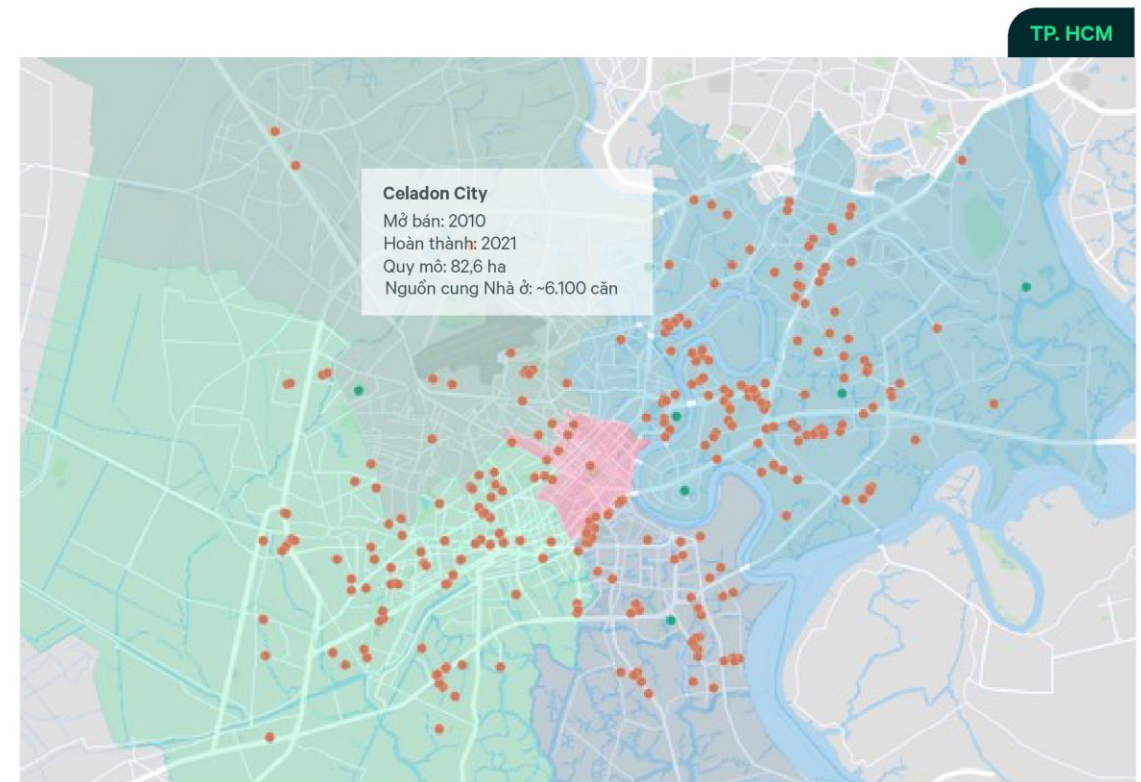 TP. HCM
Celadon City
Mở bán: 2010
Hoàn thành: 2021
Quy mô: 82,6 ha
Nguồn cung Nhà ở: ~6.100 căn